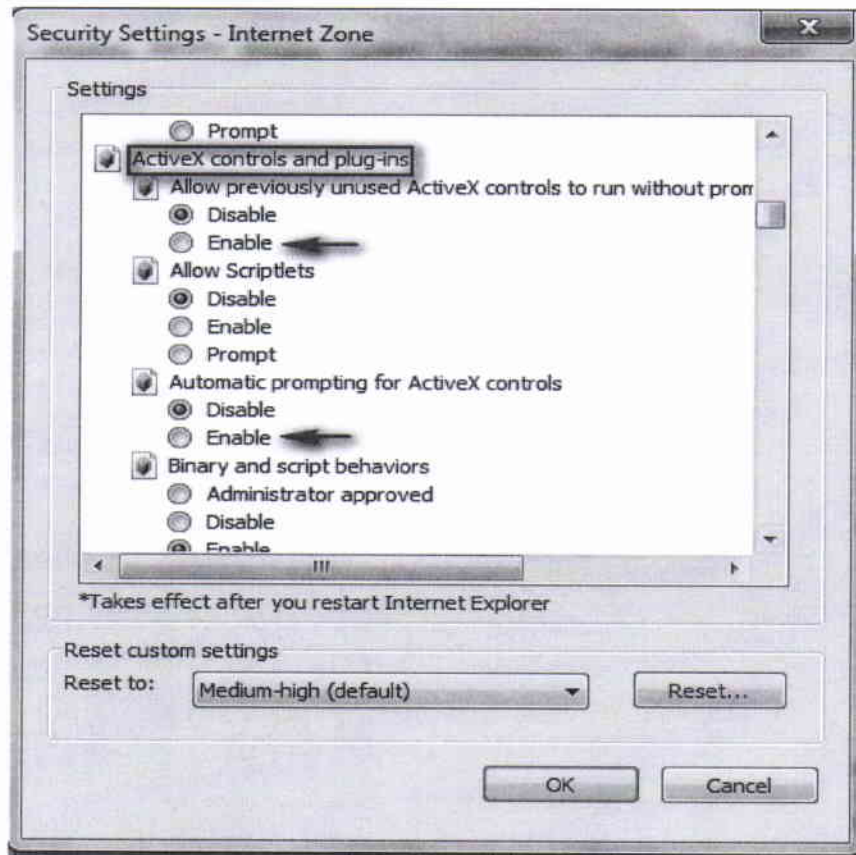 Security Settings - Internet Zone
Settings
Prompt
ActiveX controls and plug-ins
Allow previously unused ActiveX controls to run without prom
Disable
Enable
Allow Scriptlets
Disable
Enable
Prompt
Automatic prompting for ActiveX controls
Disable
Enable
Binary and script behaviors
Administrator approved
Disable
Enable
*Takes effect after you restart Internet Explorer
Reset custom settings
Reset to: Medium-high (default) Reset...
OK Cancel